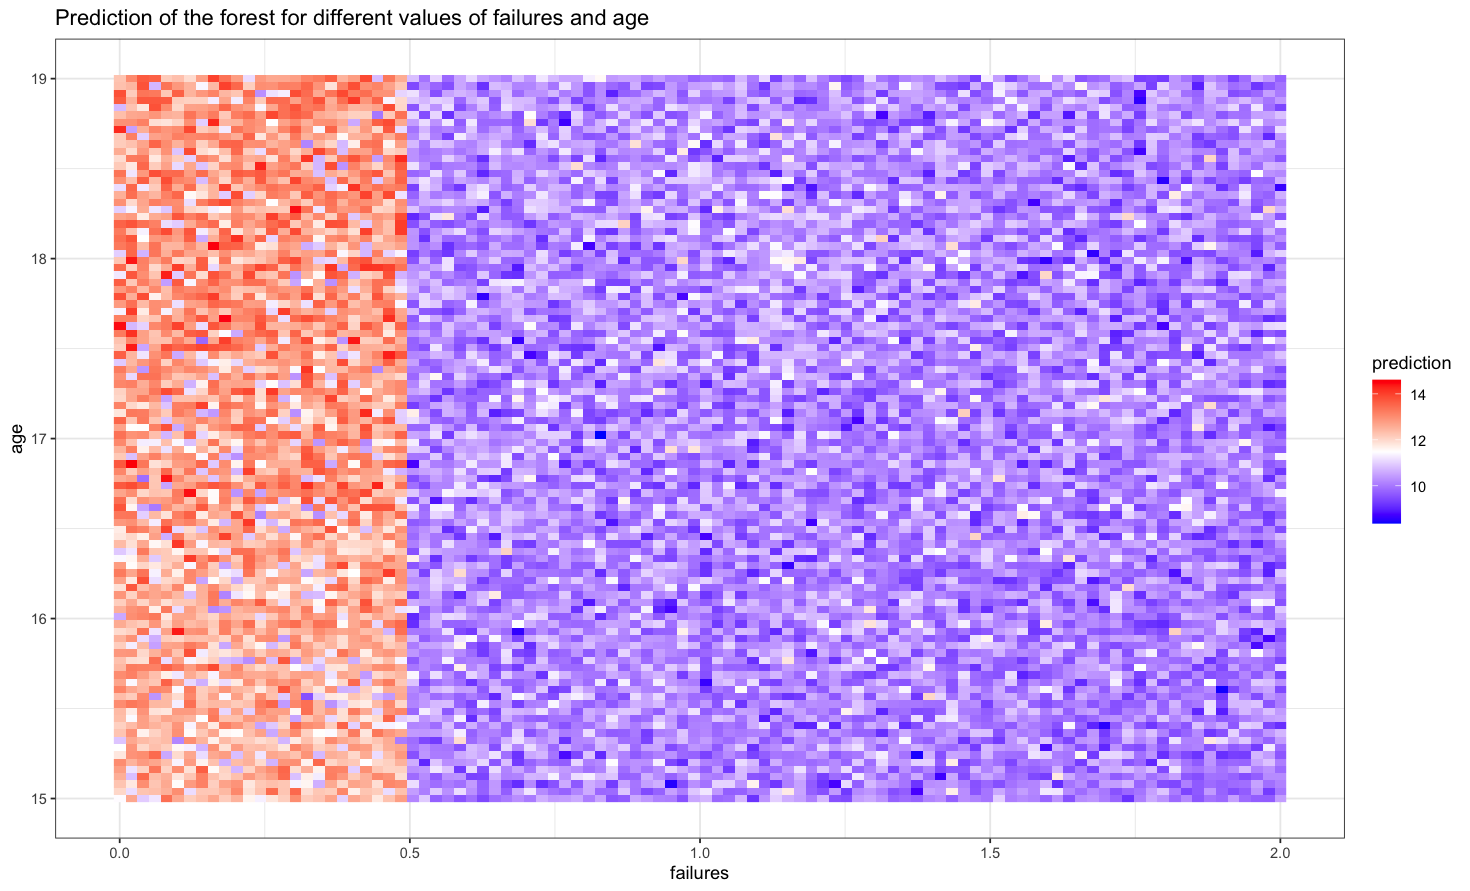 Prediction of the forest for different values of failures and age
19
18
17
16
15
age
0.0 0.5 1.0 1.5 2.0
failures
prediction
14
12
10